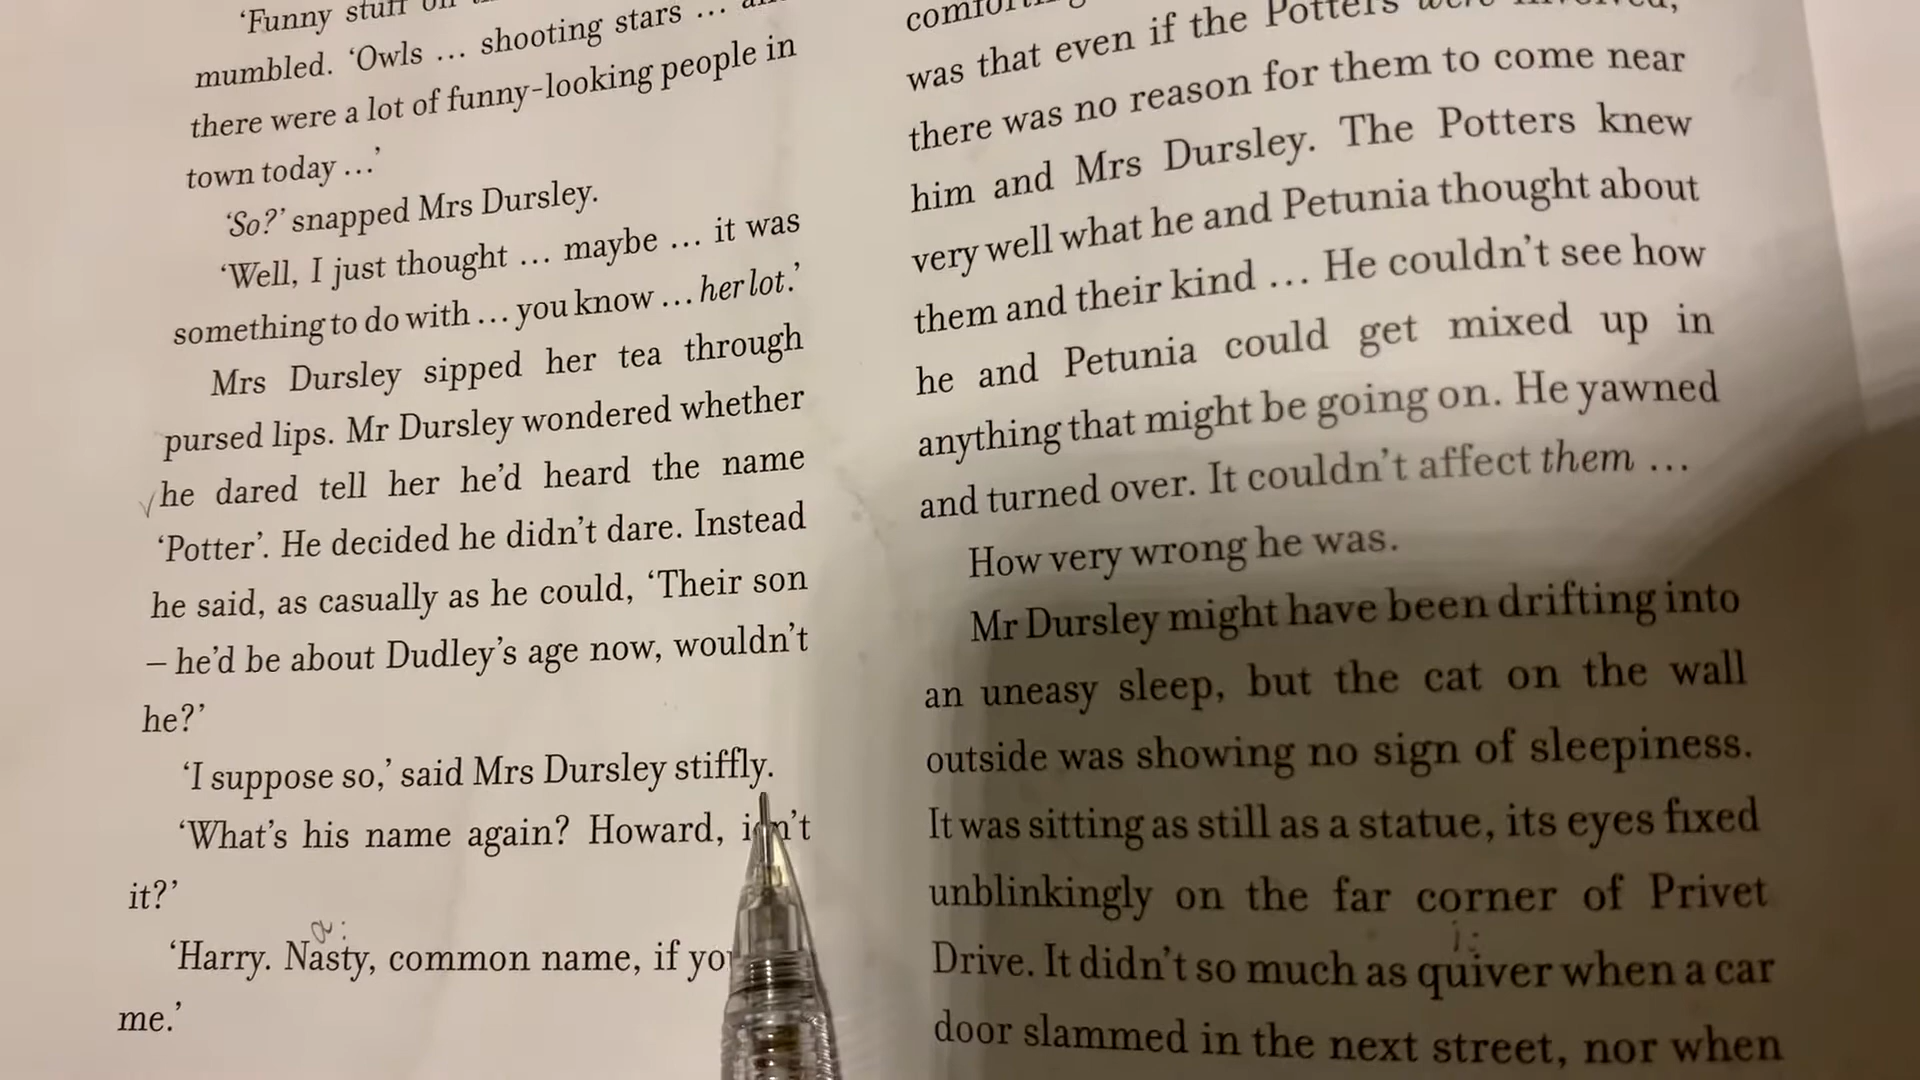 ‘Funny stuff on
mumbled. ‘Owls … shooting stars …
there were a lot of funny-looking people in
town today …’
‘So?’ snapped Mrs Dursley.
‘Well, I just thought … maybe … it was
something to do with … you know … her lot.’
Mrs Dursley sipped her tea through
pursed lips. Mr Dursley wondered whether
he dared tell her he’d heard the name
‘Potter’. He decided he didn’t dare. Instead
he said, as casually as he could, ‘Their son
– he’d be about Dudley’s age now, wouldn’t
he?’
‘I suppose so,’ said Mrs Dursley stiffly.
‘What’s his name again? Howard, isn’t
it?’
a:
‘Harry. Nasty, common name, if
me.’
was that even if the Potters were
there was no reason for them to come near
him and Mrs Dursley. The Potters knew
very well what he and Petunia thought about
them and their kind … He couldn’t see how
he and Petunia could get mixed up in
anything that might be going on. He yawned
and turned over. It couldn’t affect them …
How very wrong he was.
Mr Dursley might have been drifting into
an uneasy sleep, but the cat on the wall
outside was showing no sign of sleepiness.
It was sitting as still as a statue, its eyes fixed
unblinkingly on the far corner of Privet
i:
Drive. It didn’t so much as quiver when a car
door slammed in the next street, nor when